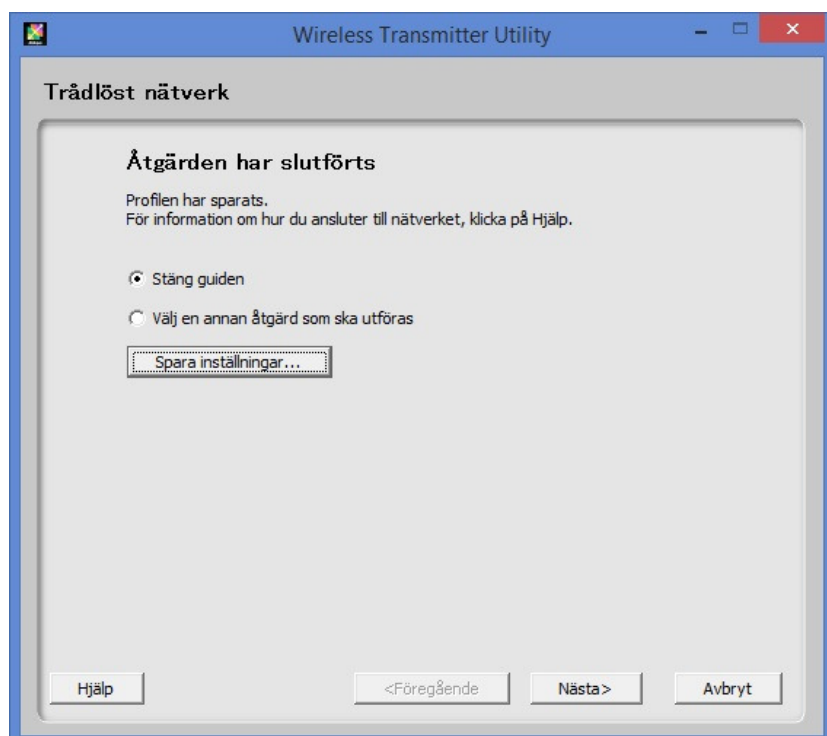 Wireless Transmitter Utility
Trådlöst nätverk
Åtgärden har slutförts
Profilen har sparats.
För information om hur du ansluter till nätverket, klicka på Hjälp.
Stäng guiden
Välj en annan åtgärd som ska utföras
Spara inställningar...
Hjälp <Föregående Nästa> Avbryt